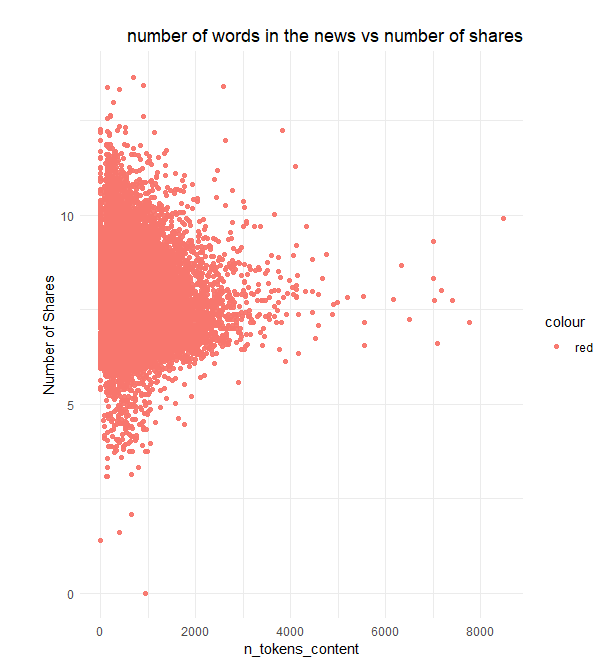 number of words in the news vs number of shares
10
5
0
Number of Shares
0 2000 4000 6000 8000
n_tokens_content
colour
red